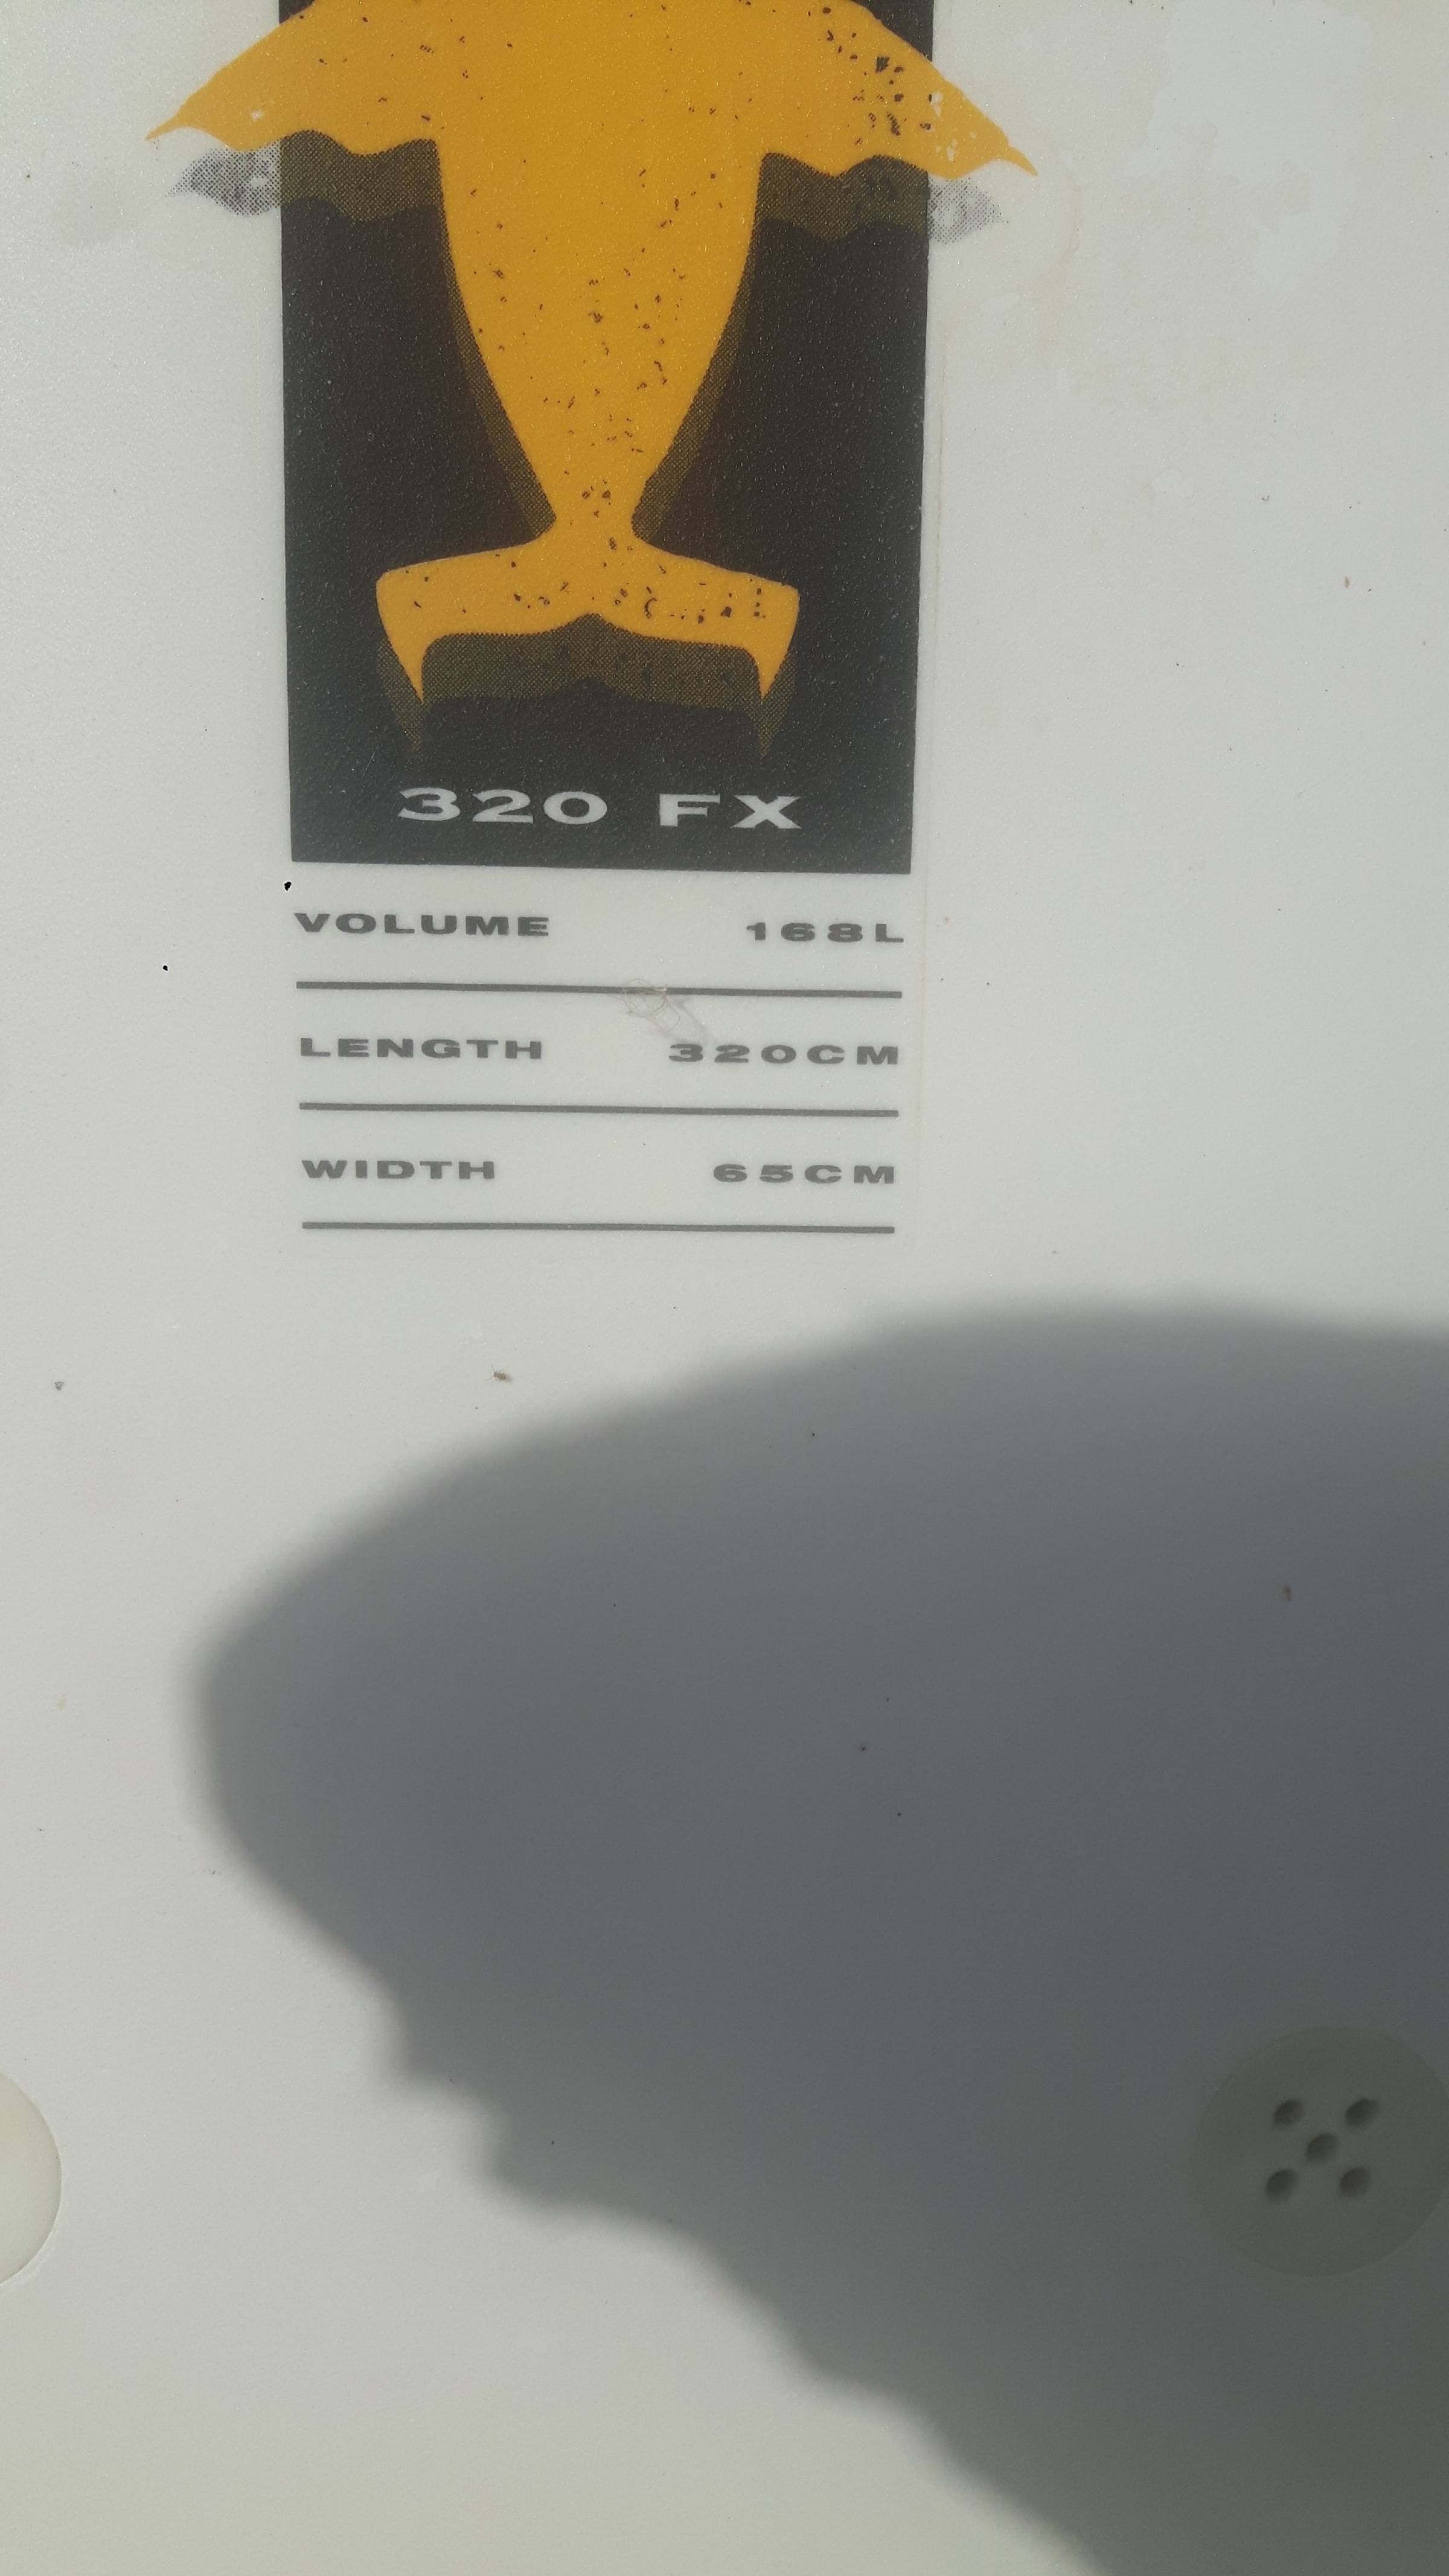 320 FX
VOLUME 168L
LENGTH 320CM
WIDTH 65CM